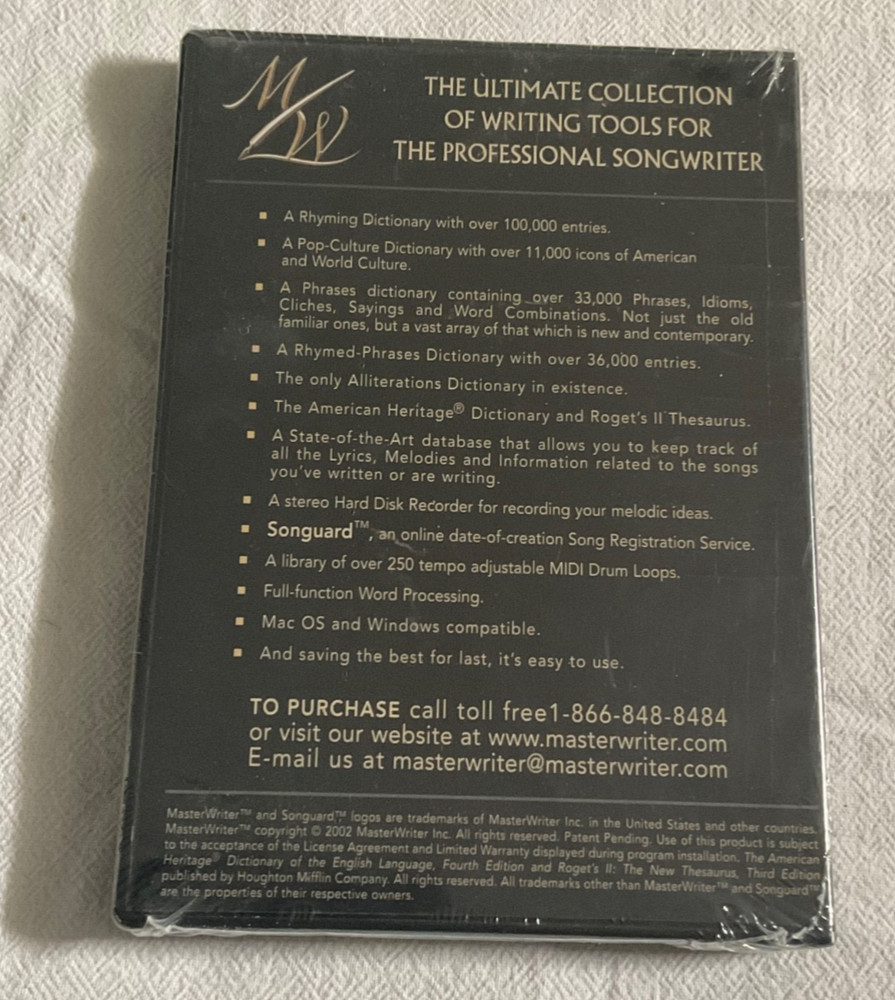 MW
THE ULTIMATE COLLECTION
OF WRITING TOOLS FOR
THE PROFESSIONAL SONGWRITER
▪ A Rhyming Dictionary with over 100,000 entries.
▪ A Pop-Culture Dictionary with over 11,000 icons of American
and World Culture.
▪ A Phrases dictionary containing over 33,000 Phrases, Idioms,
Cliches, Sayings and Word Combinations. Not just the old
familiar ones, but a vast array of that which is new and contemporary.
▪ A Rhymed-Phrases Dictionary with over 36,000 entries.
▪ The only Alliterations Dictionary in existence.
▪ The American Heritage® Dictionary and Roget's II Thesaurus.
▪ A State-of-the-Art database that allows you to keep track of
all the Lyrics, Melodies and Information related to the songs
you've written or are writing.
▪ A stereo Hard Disk Recorder for recording your melodic ideas.
▪ Songuard™, an online date-of-creation Song Registration Service.
▪ A library of over 250 tempo adjustable MIDI Drum Loops.
▪ Full-function Word Processing.
▪ Mac OS and Windows compatible.
▪ And saving the best for last, it's easy to use.
TO PURCHASE call toll free1-866-848-8484
or visit our website at www.masterwriter.com
E-mail us at masterwriter@masterwriter.com
MasterWriter™ and Songuard™, logos are trademarks of MasterWriter Inc. in the United States and other countries.
MasterWriter™ copyright © 2002 MasterWriter Inc. All rights reserved. Patent Pending. Use of this product is subject
to the acceptance of the License Agreement and Limited Warranty displayed during program installation. The American
Heritage® Dictionary of the English Language, Fourth Edition and Roget's II: The New Thesaurus, Third Edition
published by Houghton Mifflin Company. All rights reserved. All trademarks other than MasterWriter™ and Songuard™
are the properties of their respective owners.